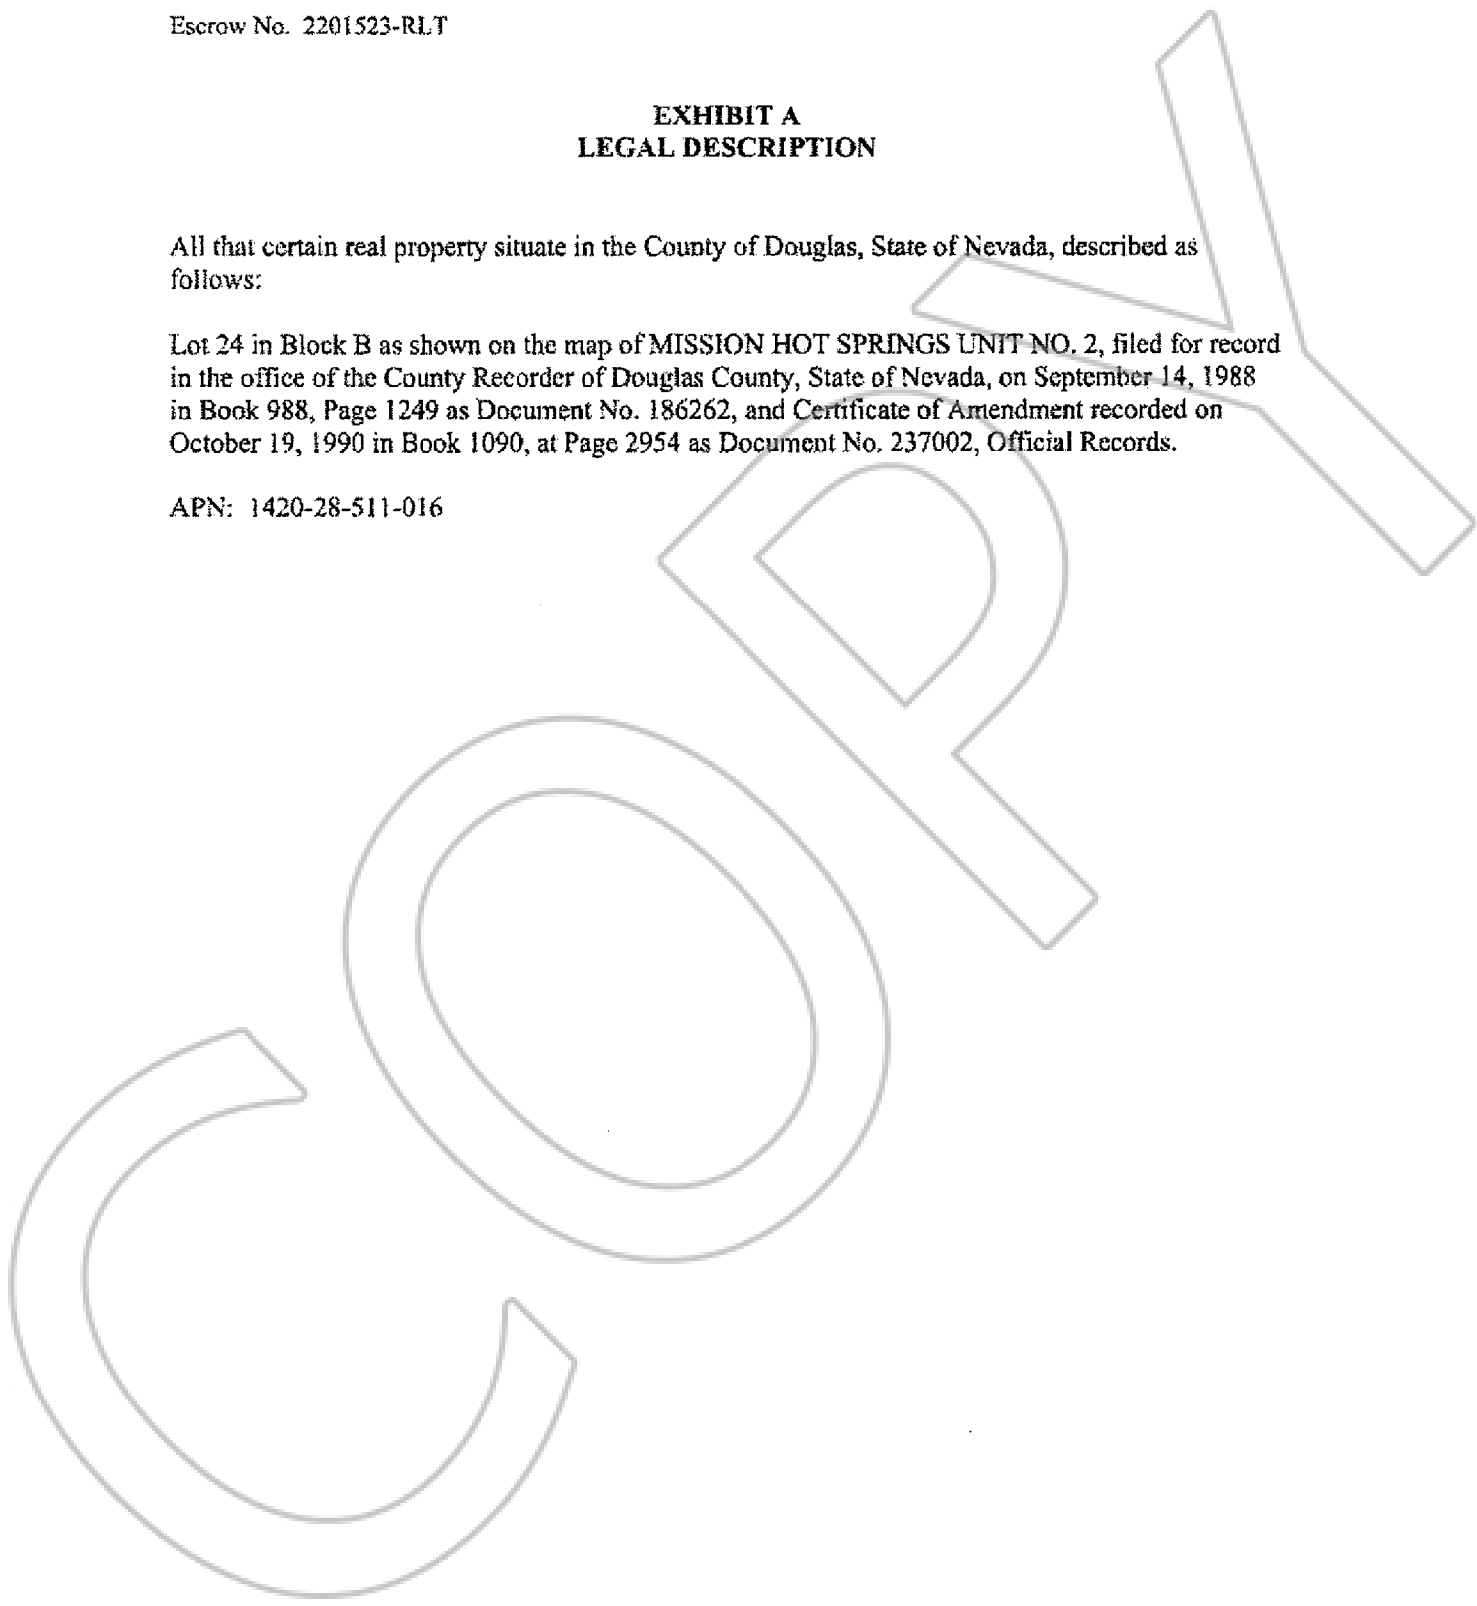 Escrow No. 2201523-RLT
EXHIBIT A
LEGAL DESCRIPTION
All that certain real property situate in the County of Douglas, State of Nevada, described as
follows:
Lot 24 in Block B as shown on the map of MISSION HOT SPRINGS UNIT NO. 2, filed for record
in the office of the County Recorder of Douglas County, State of Nevada, on September 14, 1988
in Book 988, Page 1249 as Document No. 186262, and Certificate of Amendment recorded on
October 19, 1990 in Book 1090, at Page 2954 as Document No. 237002, Official Records.
APN: 1420-28-511-016
COPY